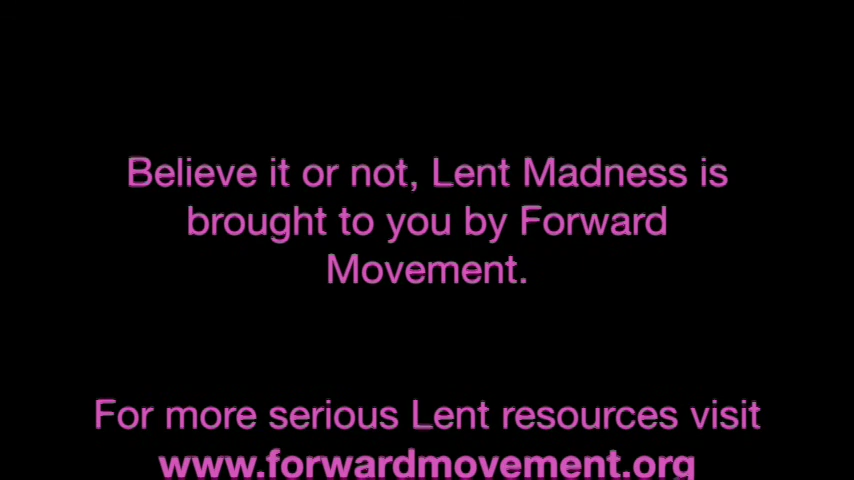 Believe it or not, Lent Madness is
brought to you by Forward
Movement.
For more serious Lent resources visit
www.forwardmovement.org